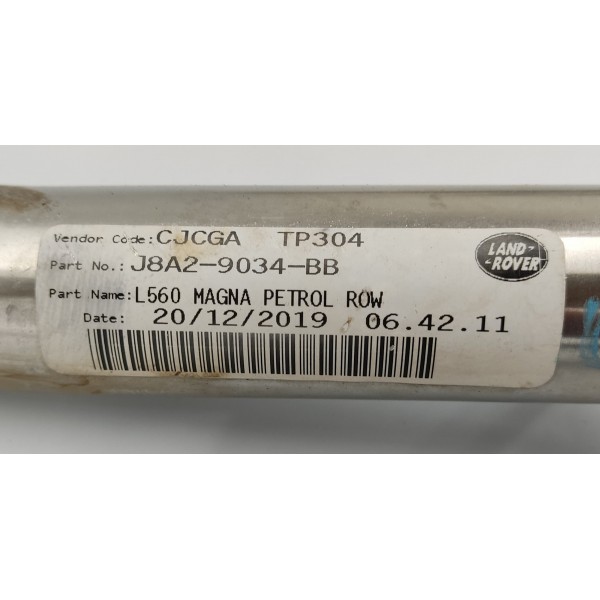 Vendor Code: CJCGA TP304
LAND-
-ROVER
Part No.: J8A2-9034-BB
Part Name: L560 MAGNA PETROL ROW
Date: 20/12/2019 06.42.11